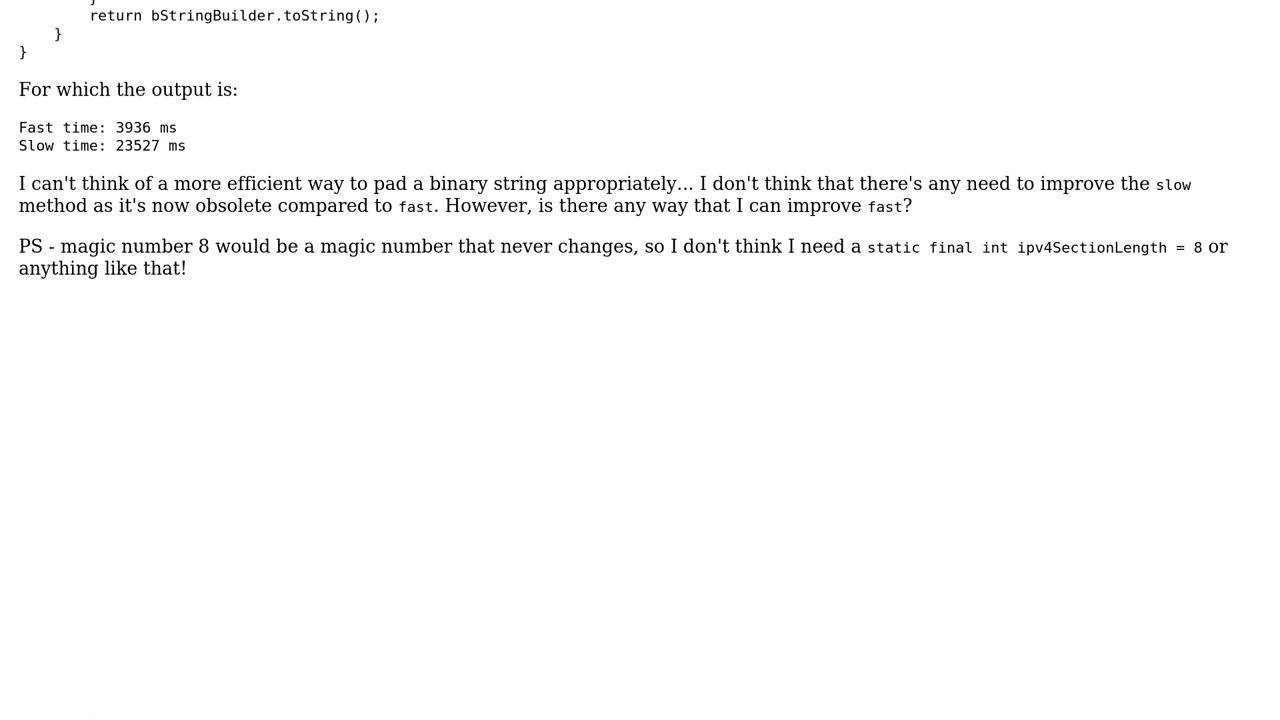 }
return bStringBuilder.toString();
}
}
For which the output is:
Fast time: 3936 ms
Slow time: 23527 ms
I can't think of a more efficient way to pad a binary string appropriately... I don't think that there's any need to improve the slow
method as it's now obsolete compared to fast. However, is there any way that I can improve fast?
PS - magic number 8 would be a magic number that never changes, so I don't think I need a static final int ipv4SectionLength = 8 or
anything like that!